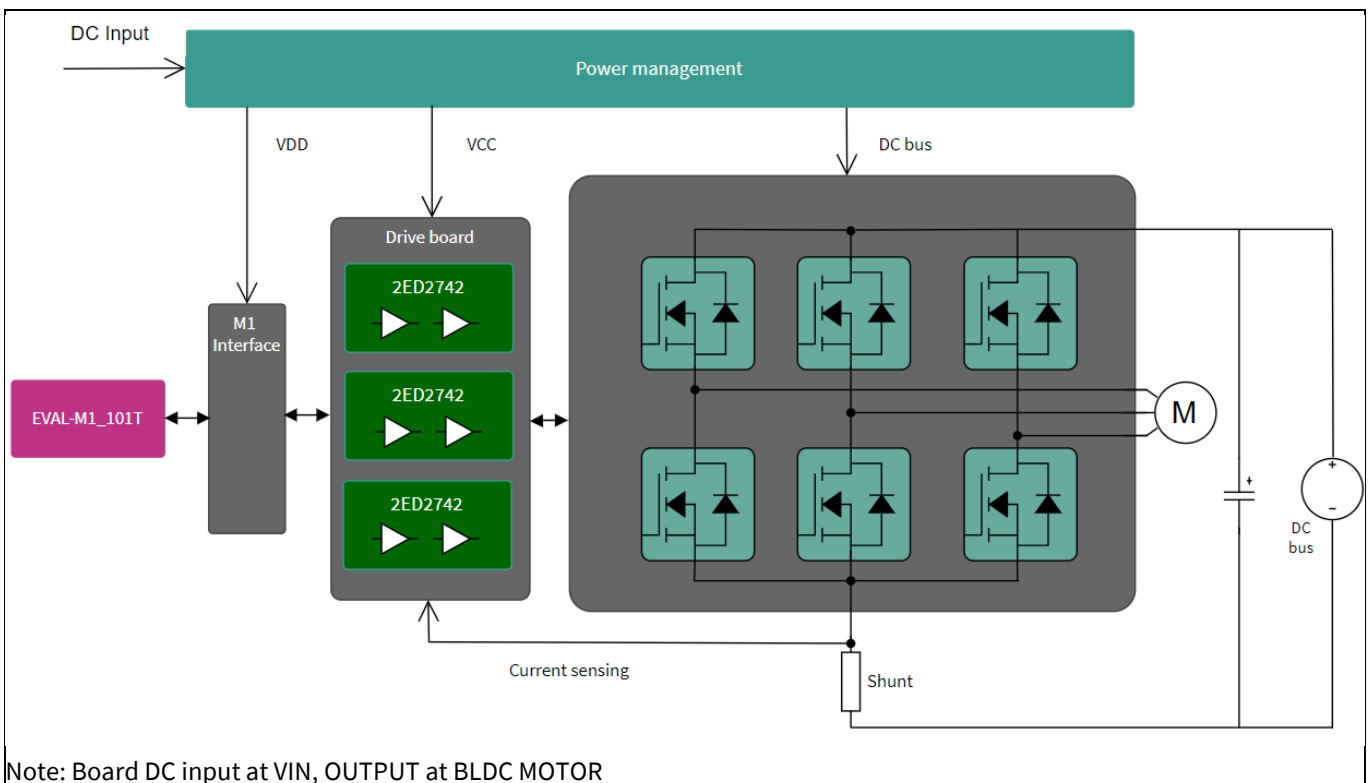 DC Input
Power management
VDD
VCC
DC bus
Drive board
2ED2742
M1
Interface
2ED2742
EVAL-M1_101T
M
2ED2742
+
+
−
DC
bus
Current sensing
Shunt
Note: Board DC input at VIN, OUTPUT at BLDC MOTOR